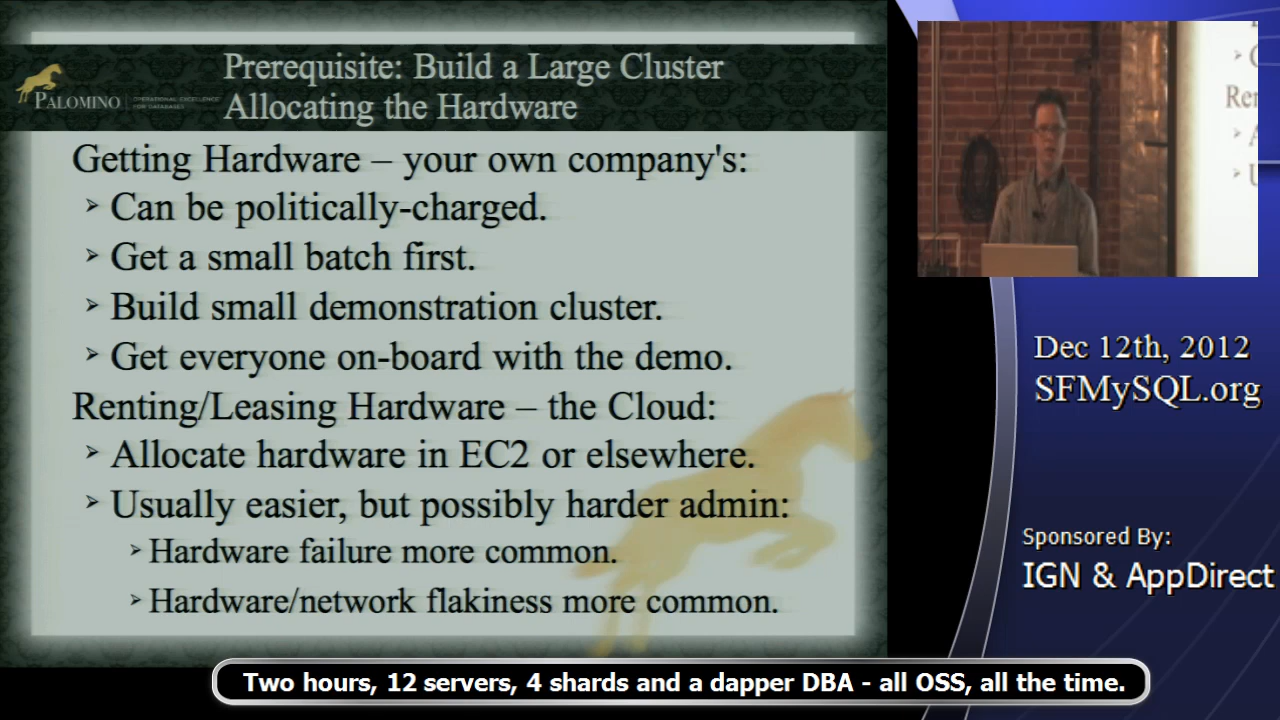 Prerequisite: Build a Large Cluster
Allocating the Hardware
PALOMINO
OPERATIONAL EXCELLENCE
FOR DATABASES
Getting Hardware – your own company's:
Can be politically-charged.
Get a small batch first.
Build small demonstration cluster.
Get everyone on-board with the demo.
Renting/Leasing Hardware – the Cloud:
Allocate hardware in EC2 or elsewhere.
Usually easier, but possibly harder admin:
Hardware failure more common.
Hardware/network flakiness more common.
Dec 12th, 2012
SFMySQL.org
Sponsored By:
IGN & AppDirect
Two hours, 12 servers, 4 shards and a dapper DBA - all OSS, all the time.